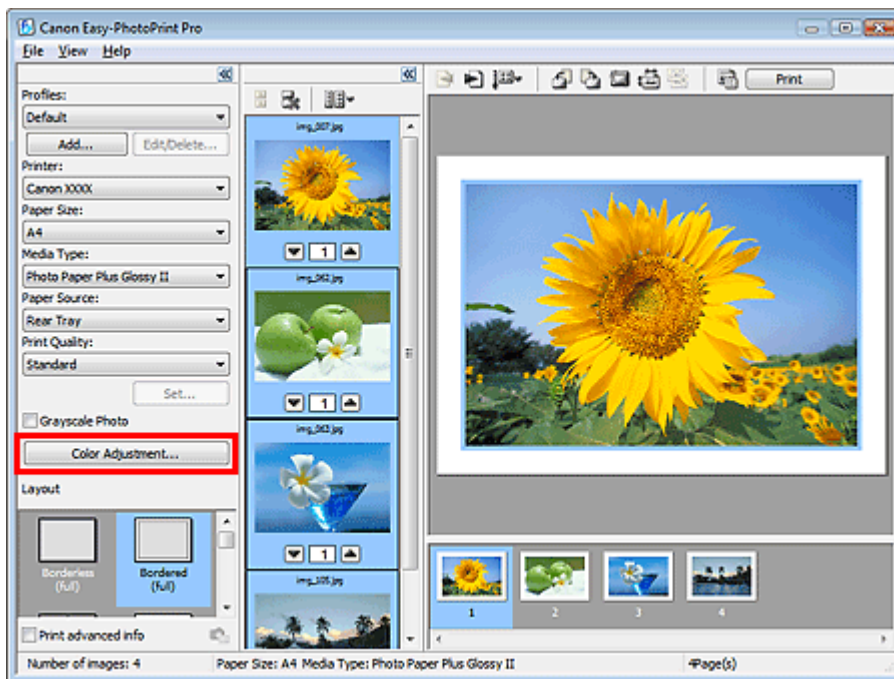 Canon Easy-PhotoPrint Pro
File View Help
Profiles:
Default
Add... Edit/Delete...
Printer:
Canon XXXX
Paper Size:
A4
Media Type:
Photo Paper Plus Glossy II
Paper Source:
Rear Tray
Print Quality:
Standard
Set...
Grayscale Photo
Color Adjustment...
Layout
Borderless (full)
Bordered (full)
Print advanced info
img_007.jpg
1
img_062.jpg
1
img_063.jpg
1
img_105.jpg
Print
1 2 3 4
Number of images: 4 Paper Size: A4 Media Type: Photo Paper Plus Glossy II 4Page(s)